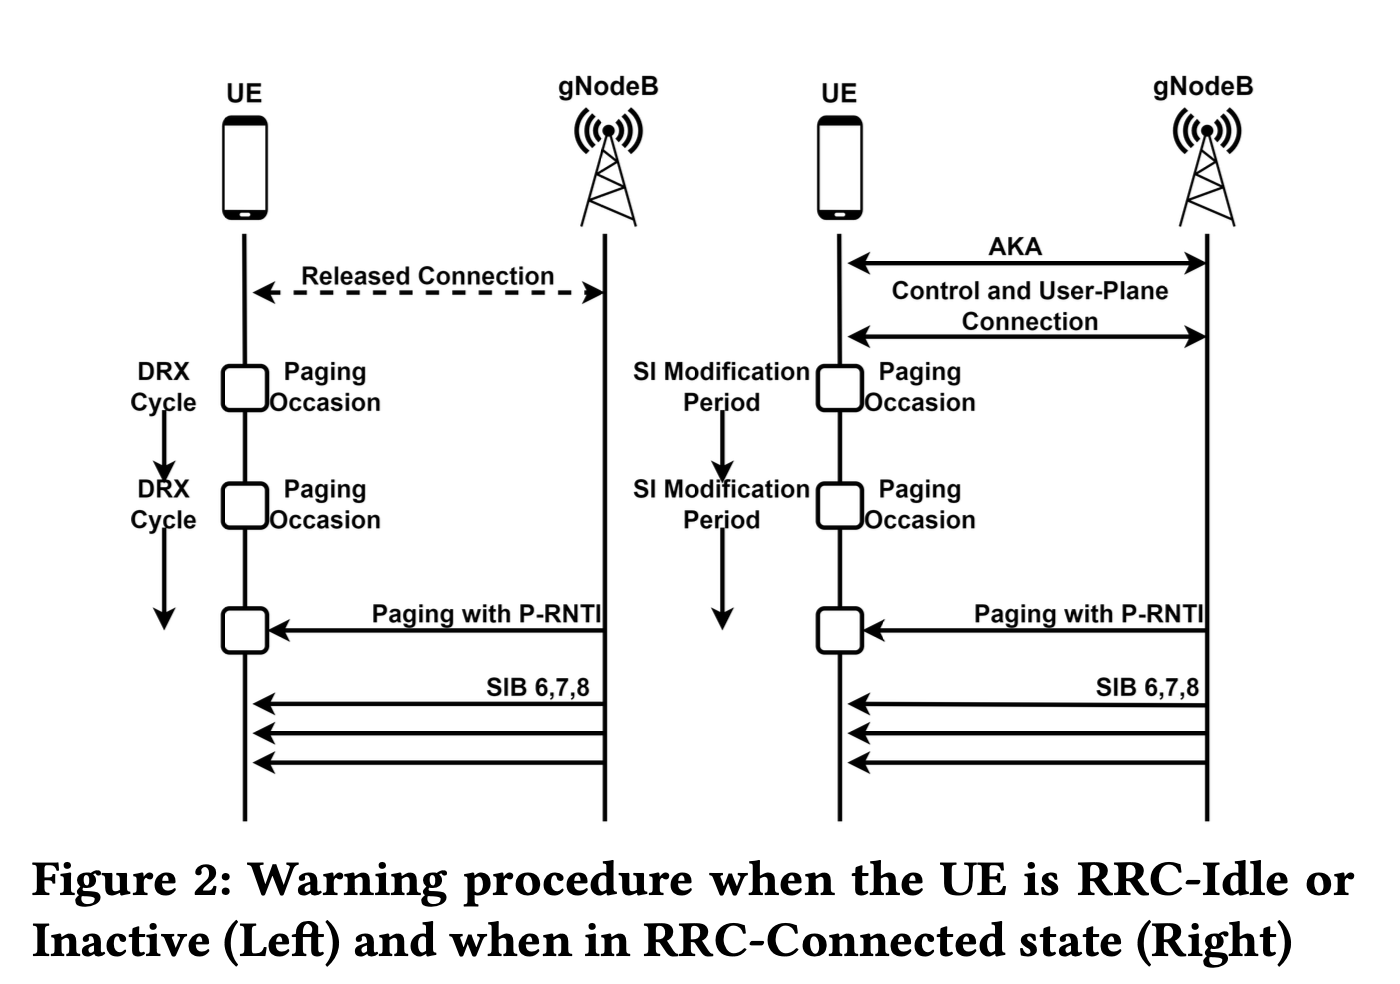 UE
gNodeB
Released Connection
DRX
Cycle
Paging
Occasion
DRX
Cycle
Paging
Occasion
Paging with P-RNTI
SIB 6,7,8
UE
gNodeB
AKA
Control and User-Plane
Connection
SI Modification
Period
Paging
Occasion
SI Modification
Period
Paging
Occasion
Paging with P-RNTI
SIB 6,7,8
Figure 2: Warning procedure when the UE is RRC-Idle or
Inactive (Left) and when in RRC-Connected state (Right)